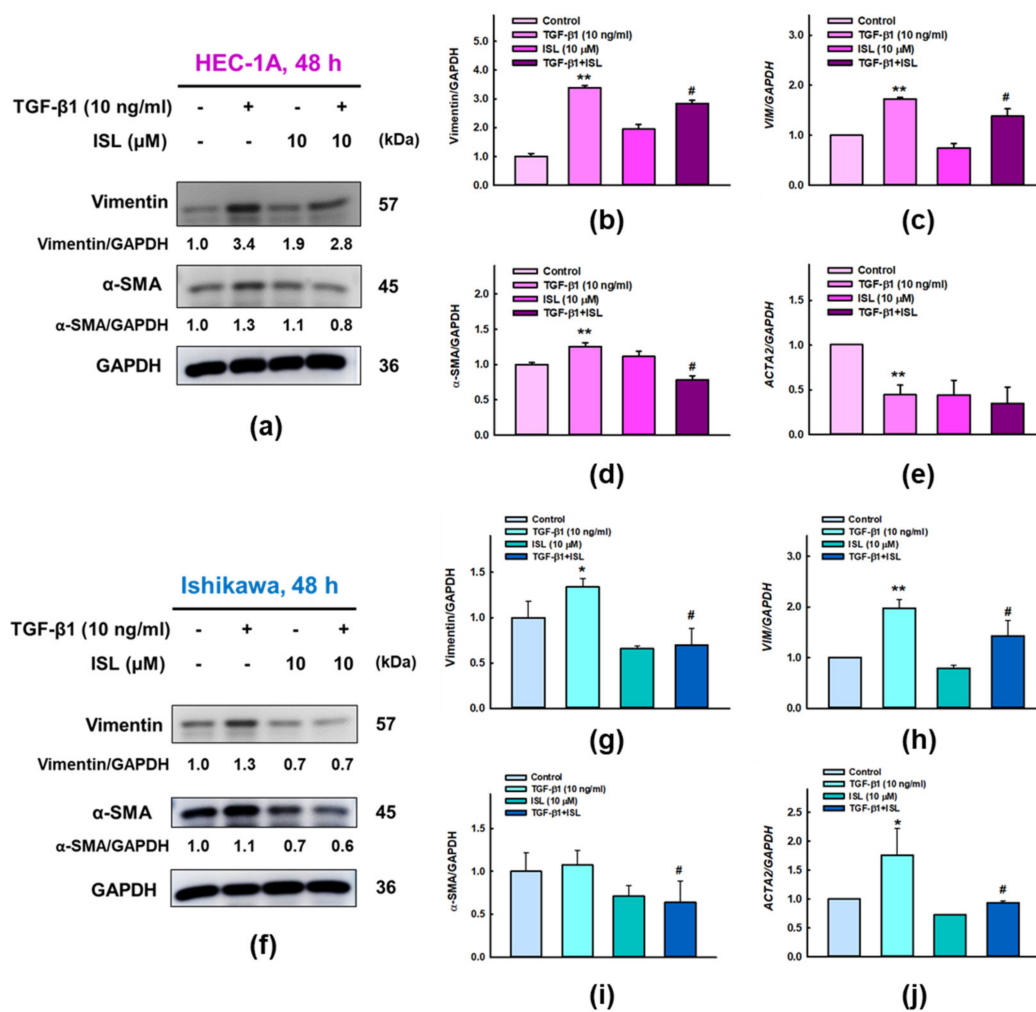 HEC-1A, 48 h
TGF-β1 (10 ng/ml) - + - +
ISL (μM) - - 10 10 (kDa)
Vimentin 57
Vimentin/GAPDH 1.0 3.4 1.9 2.8
α-SMA 45
α-SMA/GAPDH 1.0 1.3 1.1 0.8
GAPDH 36
(a)
Control
TGF-β1 (10 ng/ml)
ISL (10 μM)
TGF-β1+ISL
Vimentin/GAPDH
5.0
4.0
3.0
2.0
1.0
0.0
**
#
(b)
Control
TGF-β1 (10 ng/ml)
ISL (10 μM)
TGF-β1+ISL
VIM/GAPDH
3.0
2.0
1.0
0.0
**
#
(c)
Control
TGF-β1 (10 ng/ml)
ISL (10 μM)
TGF-β1+ISL
α-SMA/GAPDH
2.0
1.5
1.0
0.5
0.0
**
#
(d)
Control
TGF-β1 (10 ng/ml)
ISL (10 μM)
TGF-β1+ISL
ACTA2/GAPDH
1.5
1.0
0.5
0.0
**
(e)
Ishikawa, 48 h
TGF-β1 (10 ng/ml) - + - +
ISL (μM) - - 10 10 (kDa)
Vimentin 57
Vimentin/GAPDH 1.0 1.3 0.7 0.7
α-SMA 45
α-SMA/GAPDH 1.0 1.1 0.7 0.6
GAPDH 36
(f)
Control
TGF-β1 (10 ng/ml)
ISL (10 μM)
TGF-β1+ISL
Vimentin/GAPDH
1.5
1.0
0.5
0.0
*
#
(g)
Control
TGF-β1 (10 ng/ml)
ISL (10 μM)
TGF-β1+ISL
VIM/GAPDH
3.0
2.0
1.0
0.0
**
#
(h)
Control
TGF-β1 (10 ng/ml)
ISL (10 μM)
TGF-β1+ISL
α-SMA/GAPDH
1.5
1.0
0.5
0.0
#
(i)
Control
TGF-β1 (10 ng/ml)
ISL (10 μM)
TGF-β1+ISL
ACTA2/GAPDH
2.0
1.5
1.0
0.5
0.0
*
#
(j)